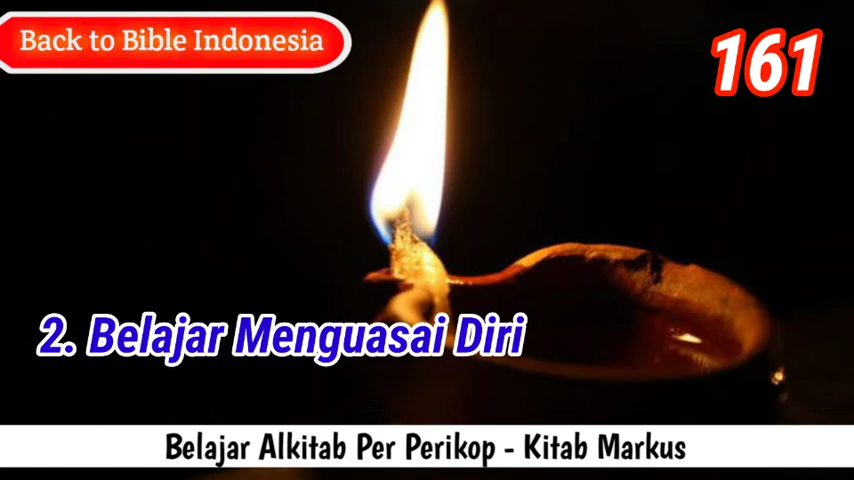 Back to Bible Indonesia
161
2. Belajar Menguasai Diri
Belajar Alkitab Per Perikop - Kitab Markus